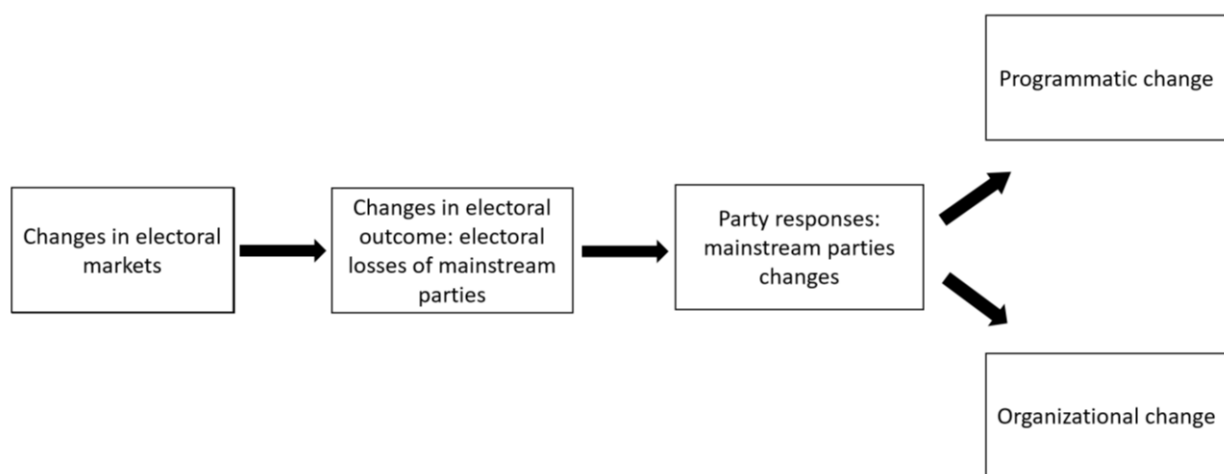 Changes in electoral
markets
Changes in electoral
outcome: electoral
losses of mainstream
parties
Party responses:
mainstream parties
changes
Programmatic change
Organizational change